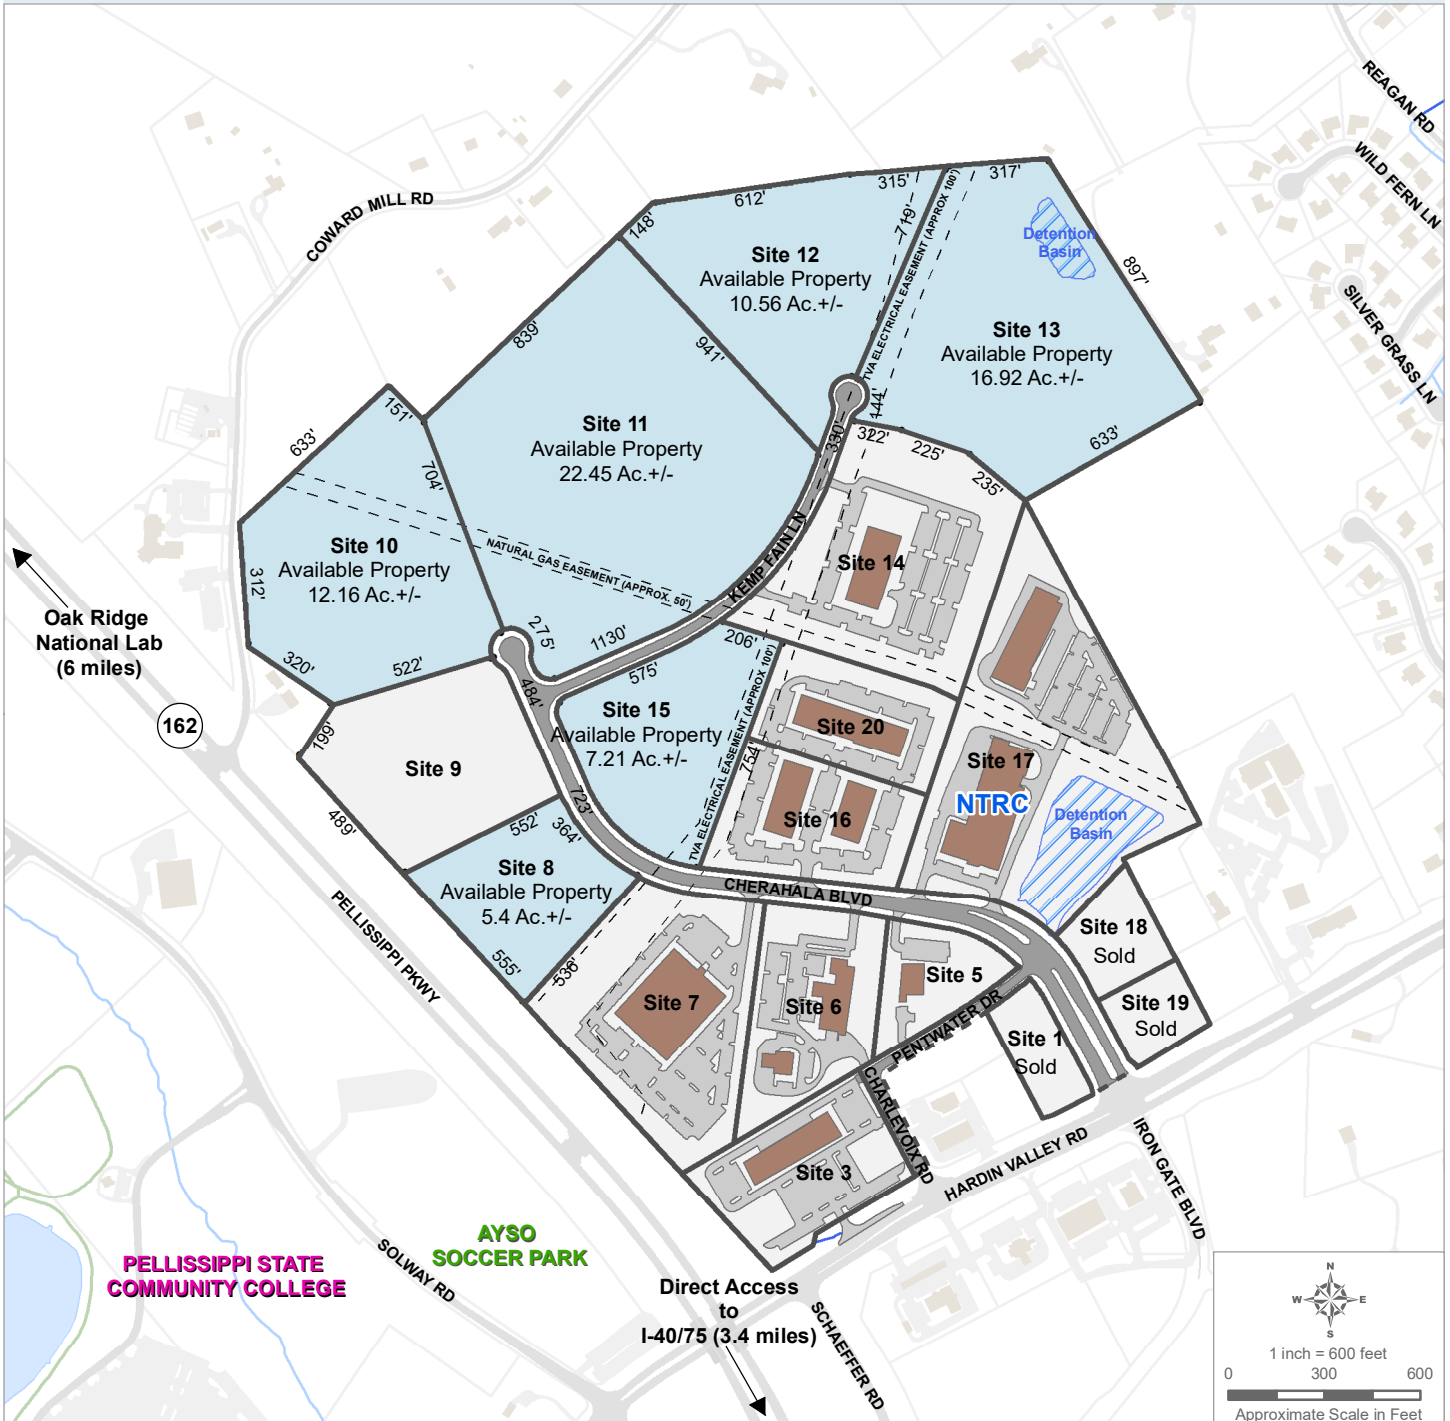 REAGAN RD
WILD FERN LN
SILVER GRASS LN
COWARD MILL RD
148'
612'
315'
317'
719'
TVA ELECTRICAL EASEMENT (APPROX 100')
Detention
Basin
897'
Site 12
Available Property
10.56 Ac.+/-
Site 13
Available Property
16.92 Ac.+/-
839'
941'
144'
330'
322'
225'
235'
633'
Site 11
Available Property
22.45 Ac.+/-
151'
633'
704'
NATURAL GAS EASEMENT (APPROX. 50')
Site 10
Available Property
12.16 Ac.+/-
312'
320'
522'
275'
1130'
KEMP FAIN LN
Site 14
Oak Ridge
National Lab
(6 miles)
162
199'
484'
575'
206'
Site 15
Available Property
7.21 Ac.+/-
TVA ELECTRICAL EASEMENT (APPROX 100')
754'
Site 20
Site 9
723'
Site 16
Site 17
NTRC
Detention
Basin
489'
552'
364'
Site 8
Available Property
5.4 Ac.+/-
555'
536'
CHERAHALA BLVD
PELLISSIPPI PKWY
Site 18
Sold
Site 19
Sold
Site 5
Site 6
Site 7
PENTWATER DR
Site 1
Sold
CHARLEVOIX RD
Site 3
HARDIN VALLEY RD
IRON GATE BLVD
AYSO
SOCCER PARK
PELLISSIPPI STATE
COMMUNITY COLLEGE
SOLWAY RD
Direct Access
to
I-40/75 (3.4 miles)
SCHAEFFER RD
N
W E
S
1 inch = 600 feet
0 300 600
Approximate Scale in Feet